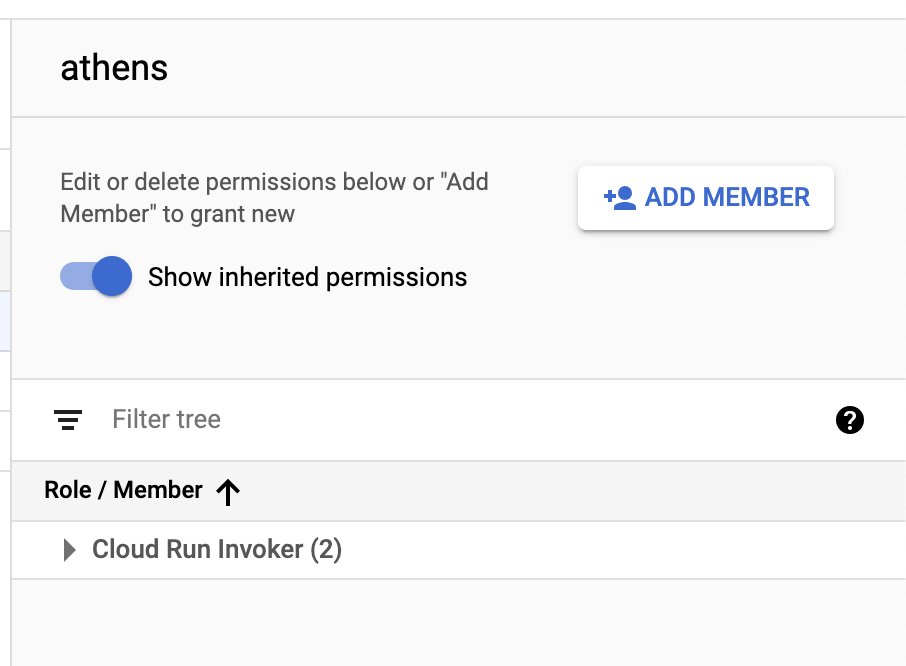 athens
Edit or delete permissions below or "Add
Member" to grant new
ADD MEMBER
Show inherited permissions
Filter tree
Role / Member
Cloud Run Invoker (2)